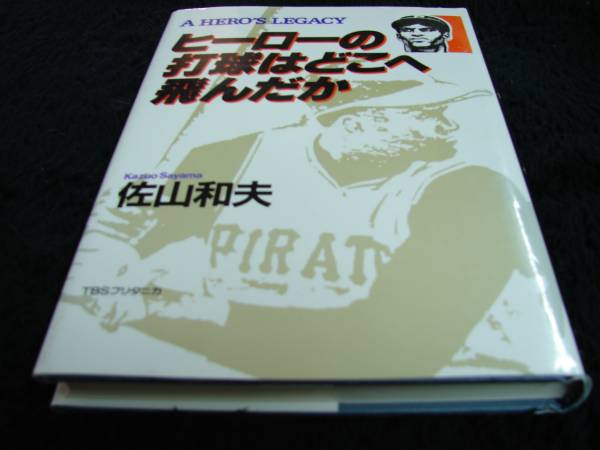 A HERO'S LEGACY
ヒーローの
打球はどこへ
飛んだか
Kazuo Sayama
佐山和夫
PIRAT
TBSブリタニカ